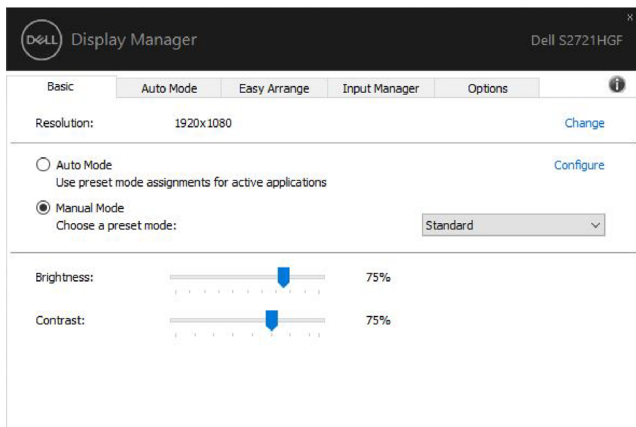 x
DELL Display Manager
Dell S2721HGF
Basic
Auto Mode
Easy Arrange
Input Manager
Options
i
Resolution:
1920x1080
Change
Auto Mode
Configure
Use preset mode assignments for active applications
Manual Mode
Choose a preset mode:
Standard
Brightness:
75%
Contrast:
75%